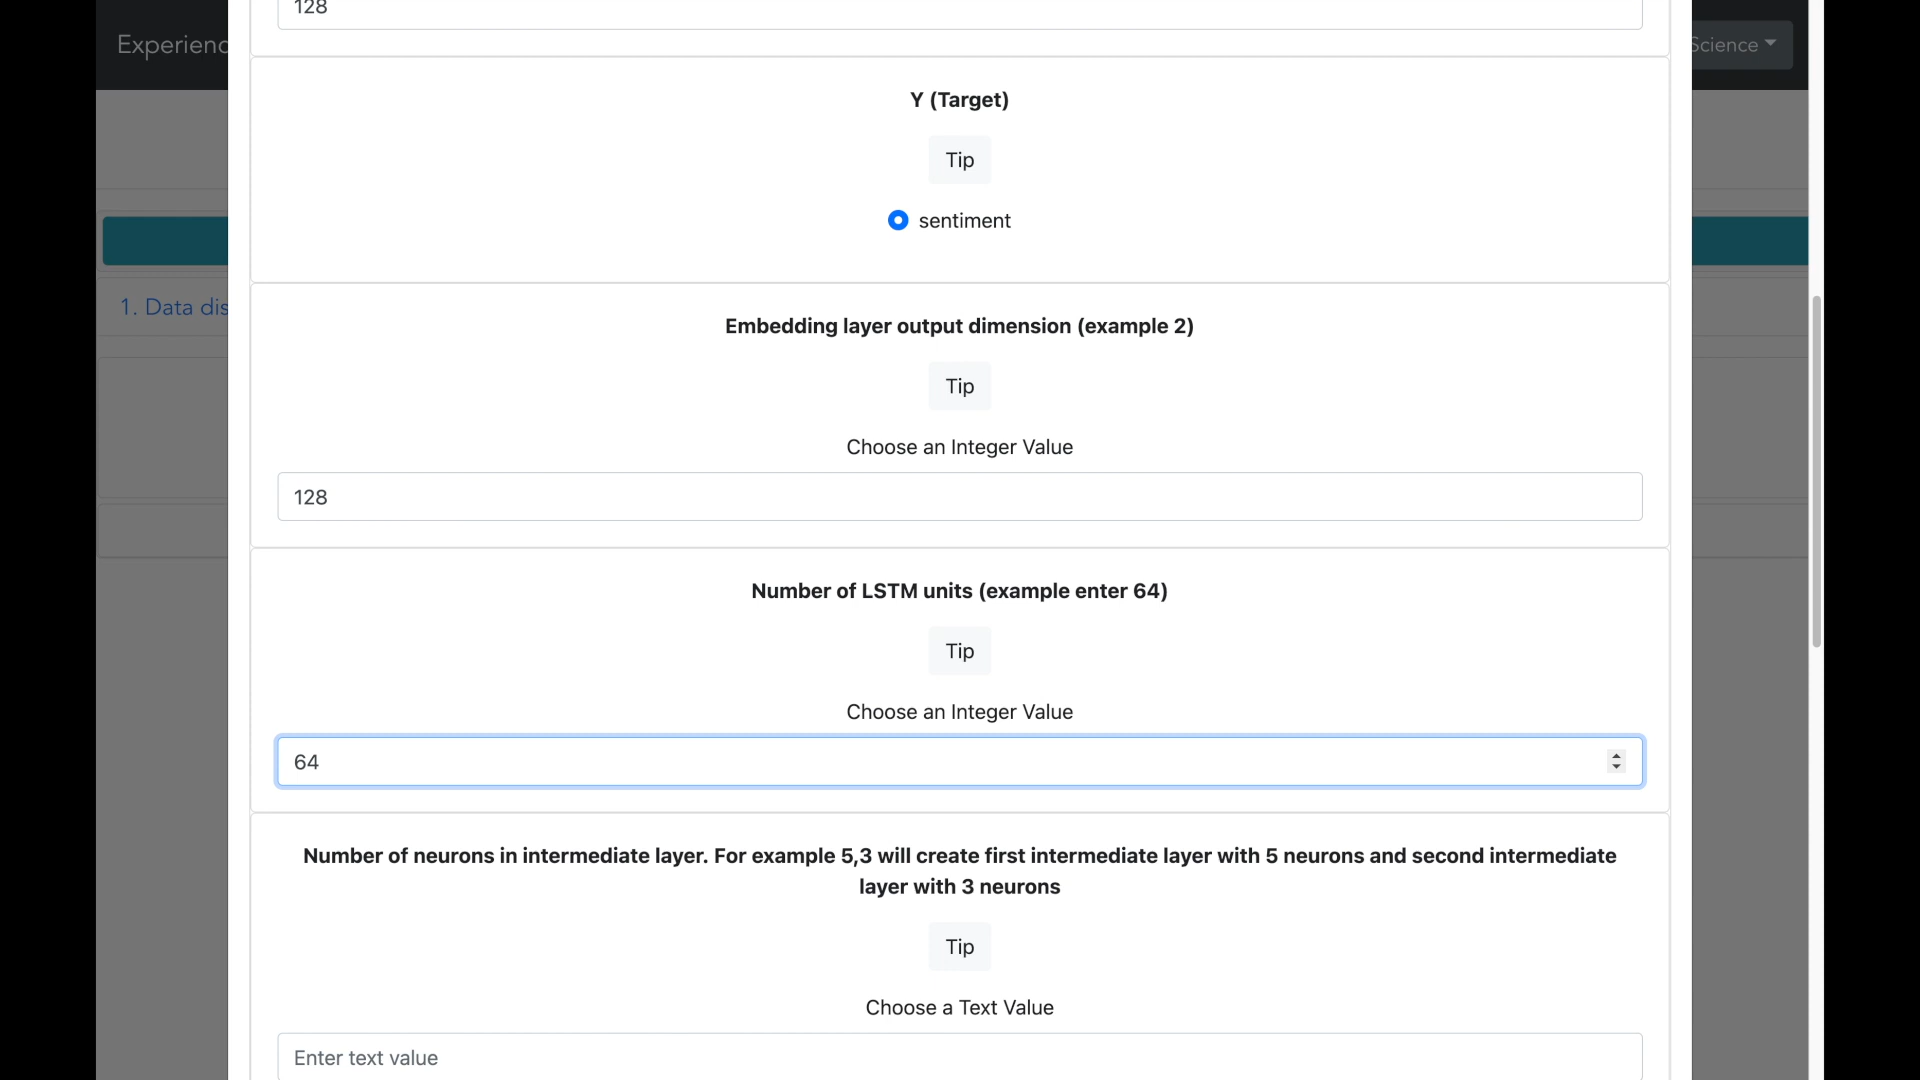 128
Experienc
Science
Y (Target)
Tip
sentiment
1. Data dis
Embedding layer output dimension (example 2)
Tip
Choose an Integer Value
128
Number of LSTM units (example enter 64)
Tip
Choose an Integer Value
64
Number of neurons in intermediate layer. For example 5,3 will create first intermediate layer with 5 neurons and second intermediate
layer with 3 neurons
Tip
Choose a Text Value
Enter text value